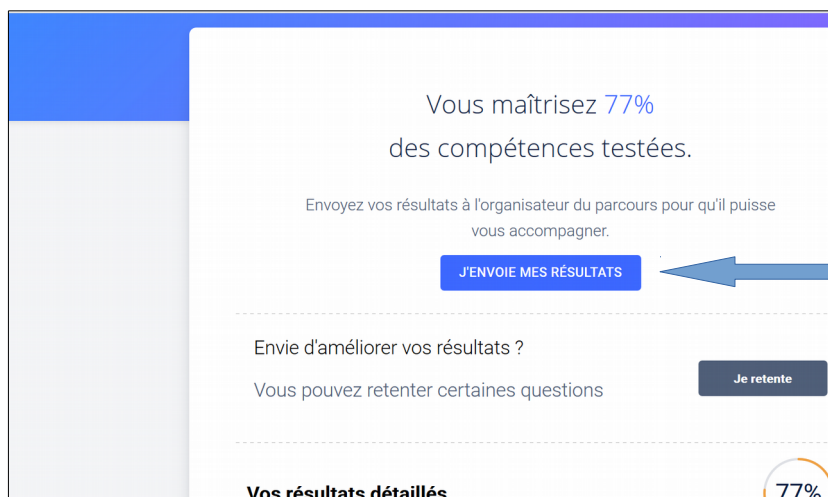 Vous maîtrisez 77%
des compétences testées.
Envoyez vos résultats à l'organisateur du parcours pour qu'il puisse
vous accompagner.
J'ENVOIE MES RÉSULTATS
Envie d'améliorer vos résultats ?
Vous pouvez retenter certaines questions
Je retente
Vos résultats détaillés
77%